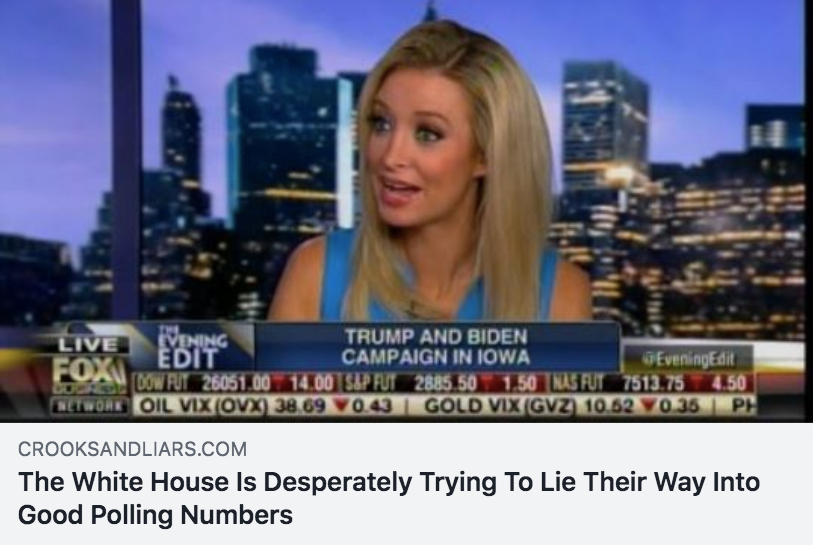 LIVE
THE
EVENING
EDIT
TRUMP AND BIDEN
CAMPAIGN IN IOWA
@EveningEdit
FOX
BUSINESS
NETWORK
DOW FUT 26051.00 14.00 S&P FUT 2885.50 1.50 NAS FUT 7513.75 4.50
OIL VIX (OVX) 38.69 ▼0.43 | GOLD VIX (GVZ) 10.52 ▼0.35 | PH
CROOKSANDLIARS.COM
The White House Is Desperately Trying To Lie Their Way Into
Good Polling Numbers